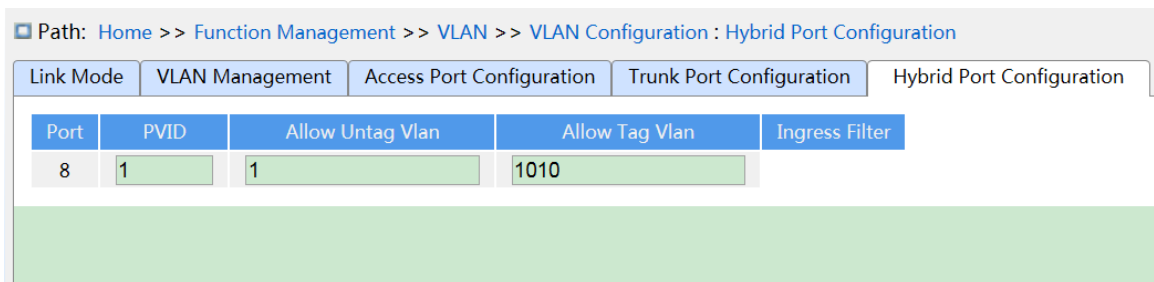 Path: Home >> Function Management >> VLAN >> VLAN Configuration : Hybrid Port Configuration
Link Mode VLAN Management Access Port Configuration Trunk Port Configuration Hybrid Port Configuration
Port PVID Allow Untag Vlan Allow Tag Vlan Ingress Filter
8 1 1 1010